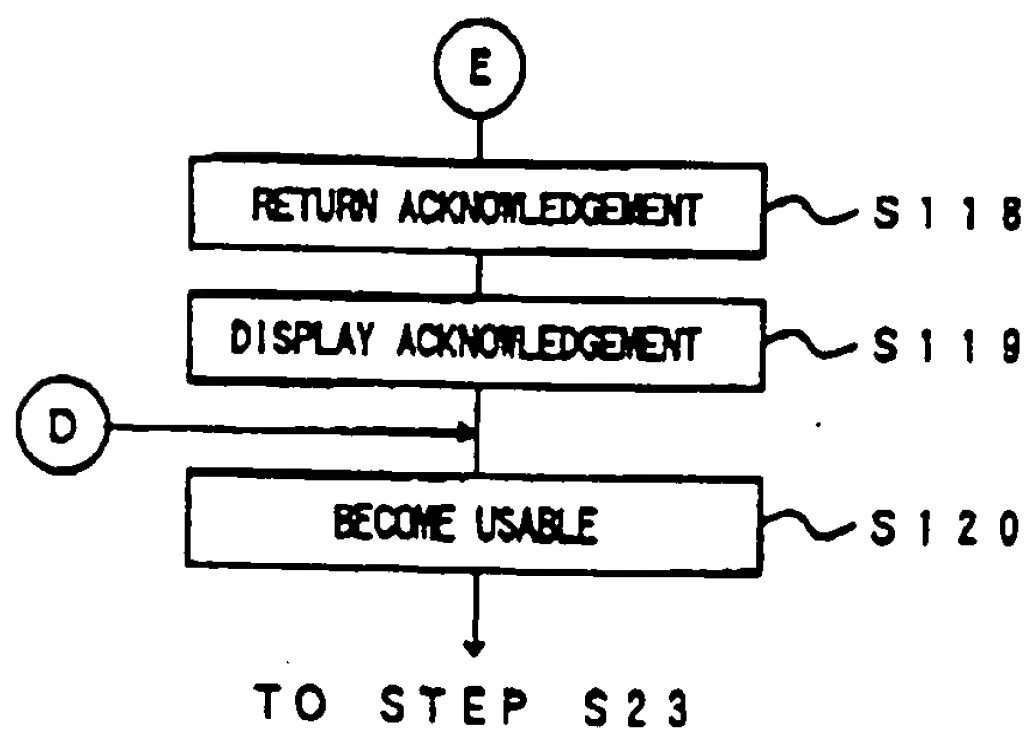 E
RETURN ACKNOWLEDGEMENT S118
DISPLAY ACKNOWLEDGEMENT S119
D
BECOME USABLE S120
TO STEP S23